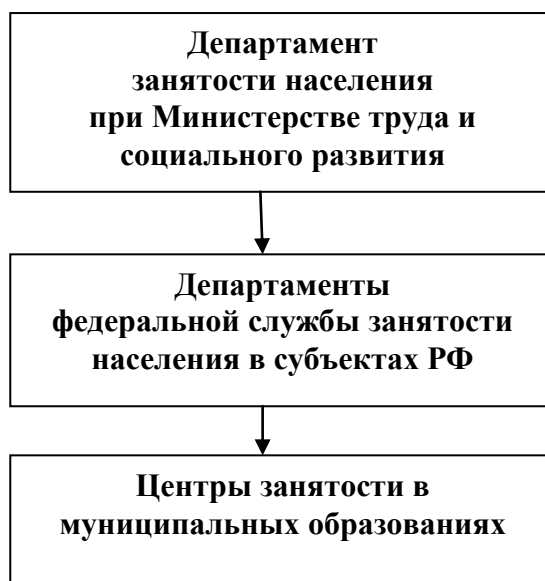 Департамент
занятости населения
при Министерстве труда и
социального развития
Департаменты
федеральной службы занятости
населения в субъектах РФ
Центры занятости в
муниципальных образованиях